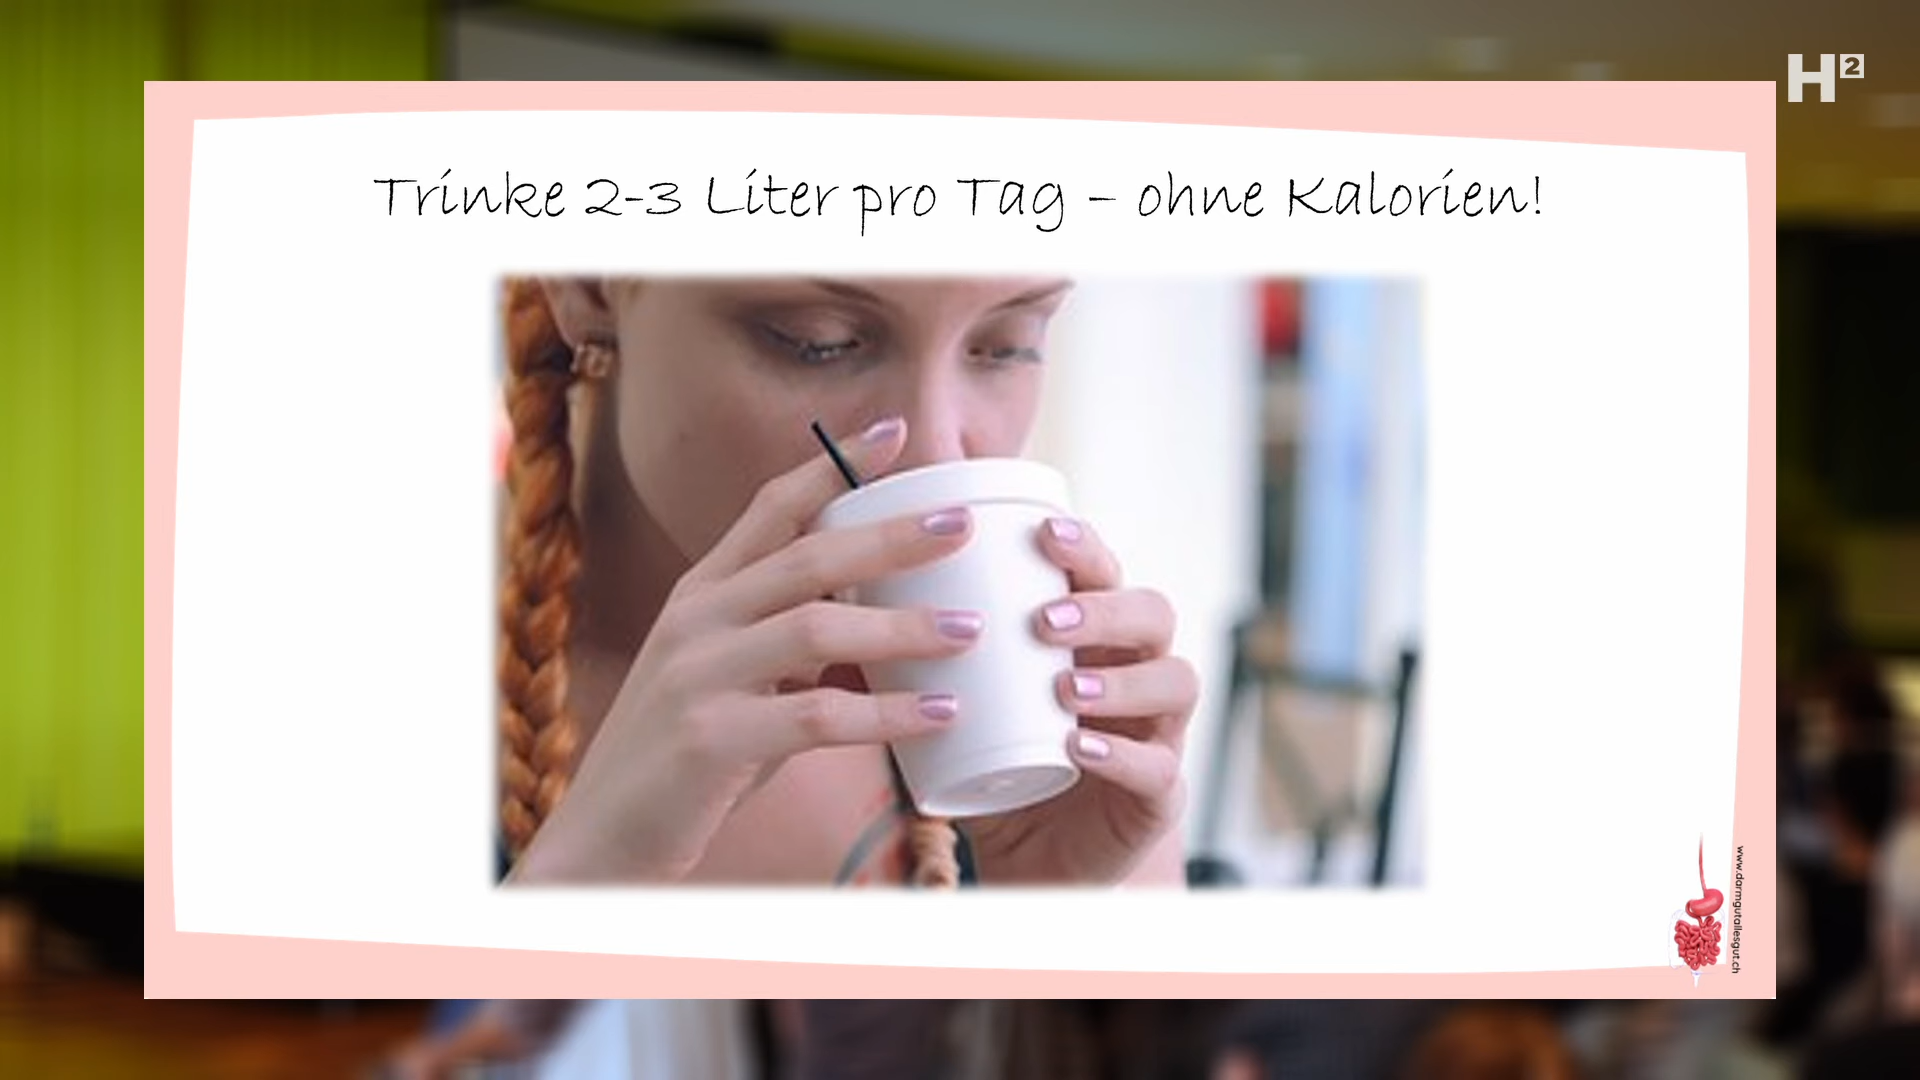 H2
Trinke 2-3 Liter pro Tag – ohne Kalorien!
www.darmgutallesgut.ch